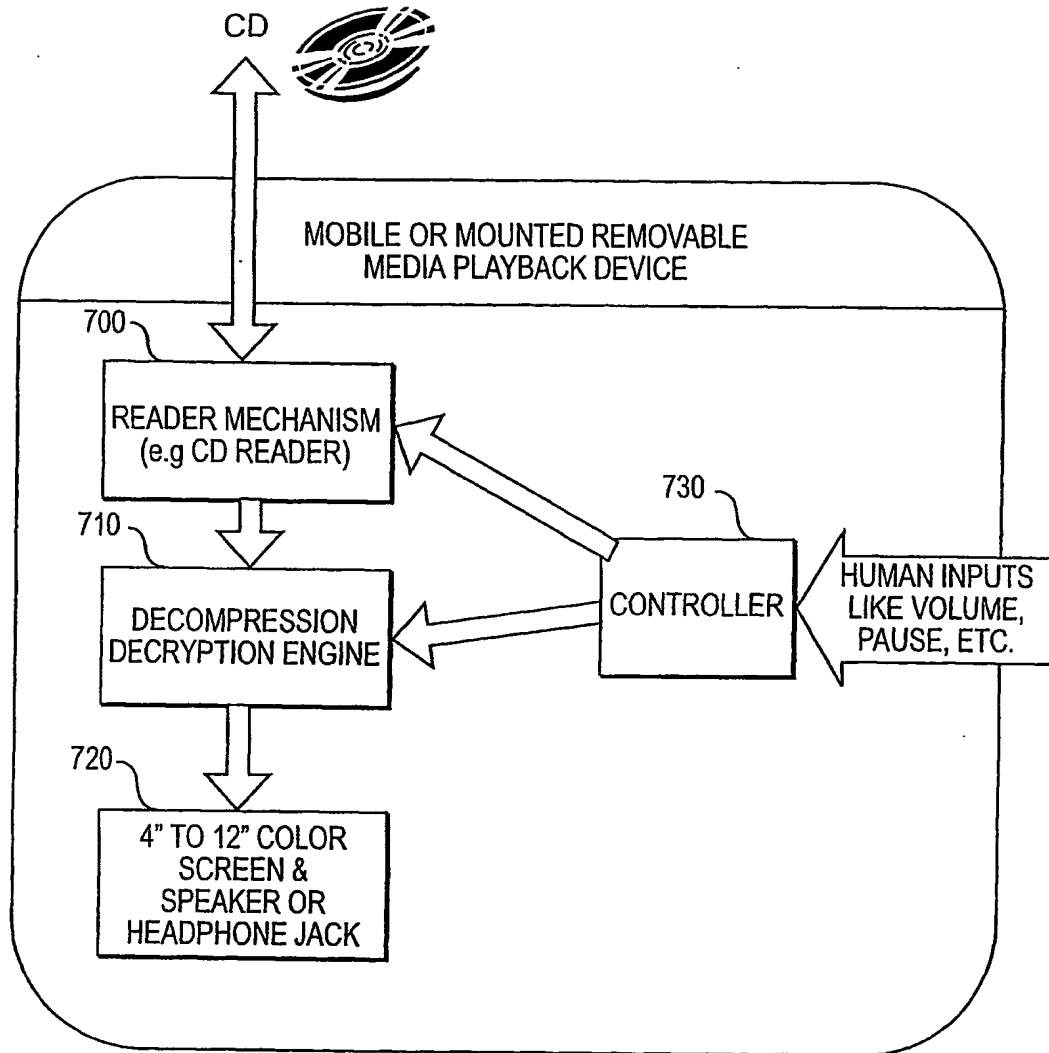 CD
MOBILE OR MOUNTED REMOVABLE
MEDIA PLAYBACK DEVICE
700
READER MECHANISM
(e.g CD READER)
710
DECOMPRESSION
DECRYPTION ENGINE
720
4" TO 12" COLOR
SCREEN &
SPEAKER OR
HEADPHONE JACK
730
CONTROLLER
HUMAN INPUTS
LIKE VOLUME,
PAUSE, ETC.